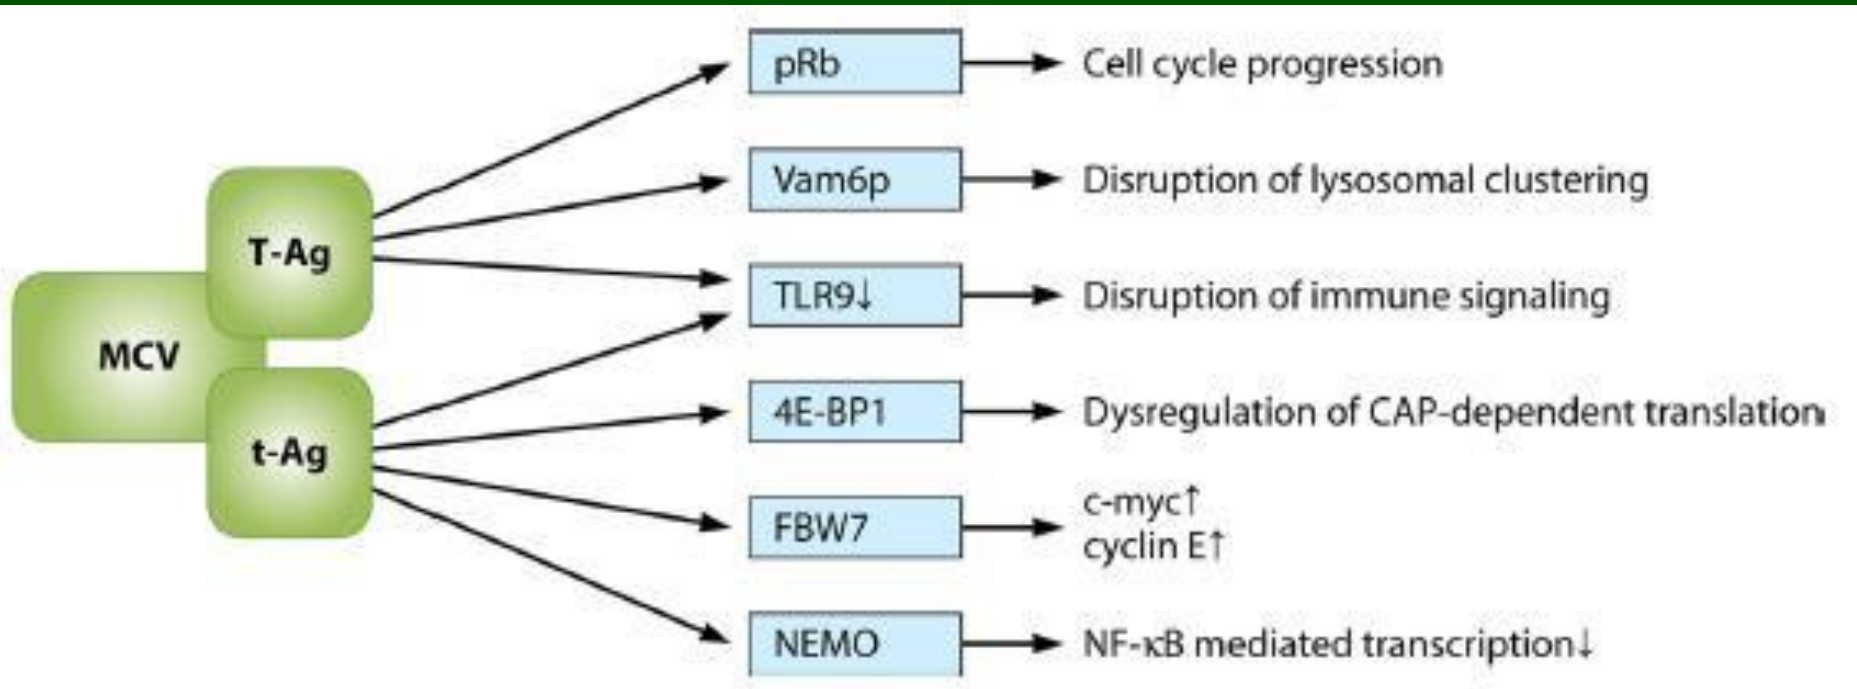 pRb
Cell cycle progression
Vam6p
Disruption of lysosomal clustering
T-Ag
TLR9↓
Disruption of immune signaling
MCV
4E-BP1
Dysregulation of CAP-dependent translation
t-Ag
FBW7
c-myc↑
cyclin E↑
NEMO
NF-κB mediated transcription↓